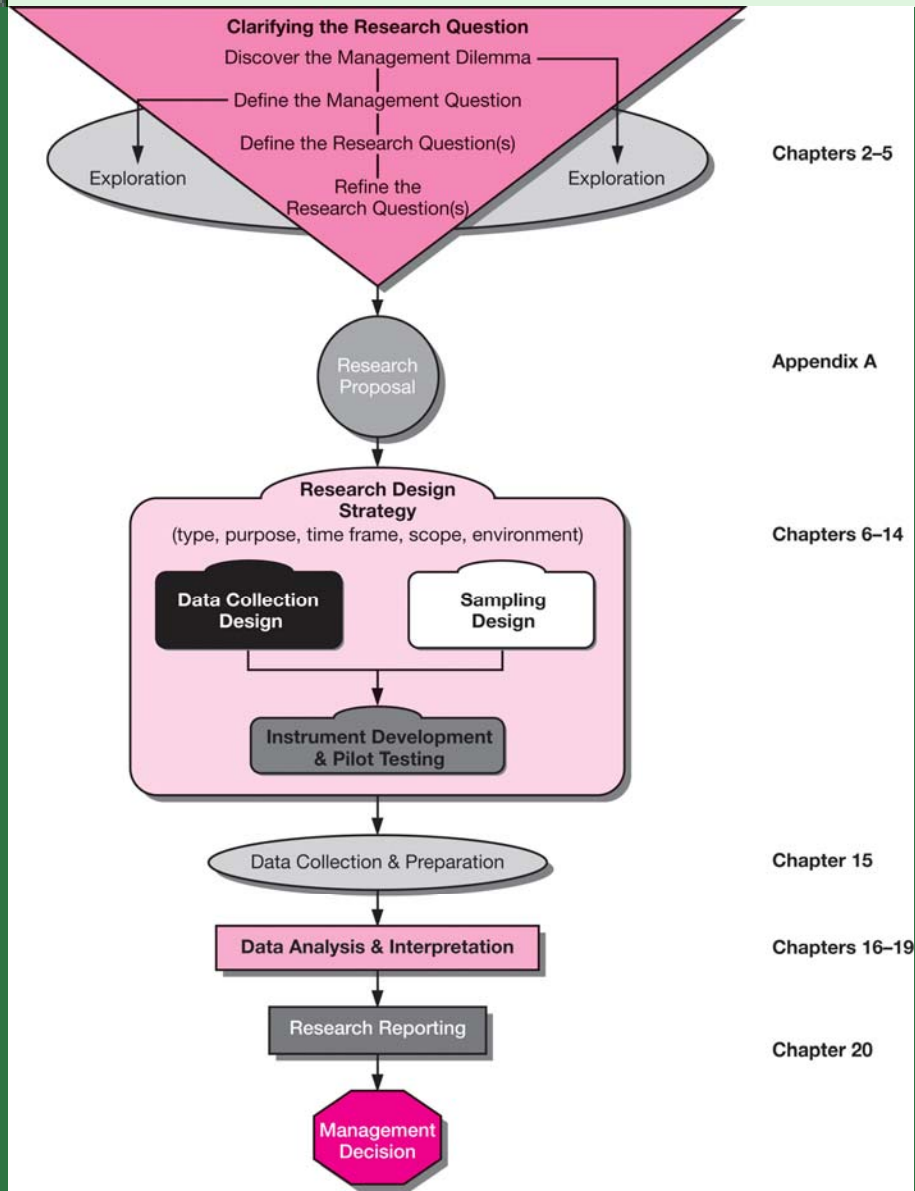 Clarifying the Research Question
Discover the Management Dilemma
Define the Management Question
Define the Research Question(s)
Exploration
Refine the
Research Question(s)
Exploration
Chapters 2–5
Research
Proposal
Appendix A
Research Design
Strategy
(type, purpose, time frame, scope, environment)
Chapters 6–14
Data Collection
Design
Sampling
Design
Instrument Development
& Pilot Testing
Data Collection & Preparation
Chapter 15
Data Analysis & Interpretation
Chapters 16–19
Research Reporting
Chapter 20
Management
Decision